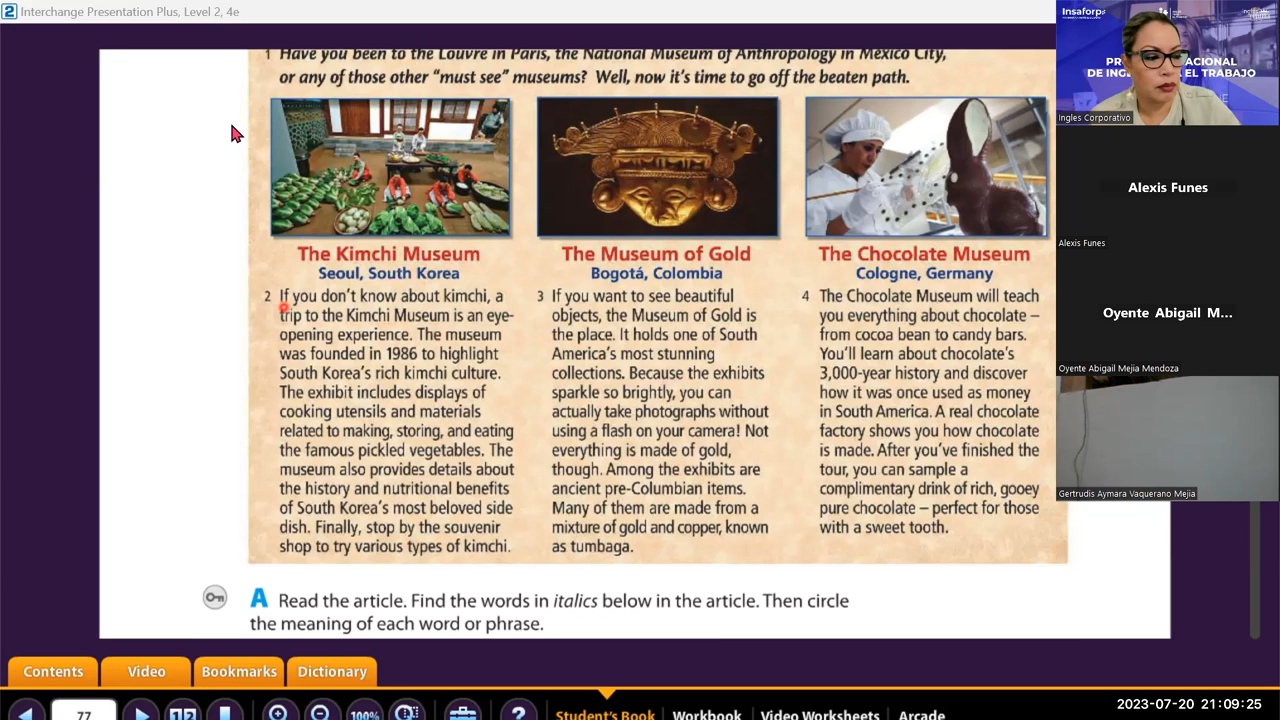 Interchange Presentation Plus, Level 2, 4e
1 Have you been to the Louvre in Paris, the National Museum of Anthropology in Mexico City,
or any of those other “must see” museums? Well, now it’s time to go off the beaten path.
The Kimchi Museum
Seoul, South Korea
2 If you don’t know about kimchi, a
trip to the Kimchi Museum is an eye-
opening experience. The museum
was founded in 1986 to highlight
South Korea’s rich kimchi culture.
The exhibit includes displays of
cooking utensils and materials
related to making, storing, and eating
the famous pickled vegetables. The
museum also provides details about
the history and nutritional benefits
of South Korea’s most beloved side
dish. Finally, stop by the souvenir
shop to try various types of kimchi.
The Museum of Gold
Bogotá, Colombia
3 If you want to see beautiful
objects, the Museum of Gold is
the place. It holds one of South
America’s most stunning
collections. Because the exhibits
sparkle so brightly, you can
actually take photographs without
using a flash on your camera! Not
everything is made of gold,
though. Among the exhibits are
ancient pre-Columbian items.
Many of them are made from a
mixture of gold and copper, known
as tumbaga.
The Chocolate Museum
Cologne, Germany
4 The Chocolate Museum will teach
you everything about chocolate –
from cocoa bean to candy bars.
You’ll learn about chocolate’s
3,000-year history and discover
how it was once used as money
in South America. A real chocolate
factory shows you how chocolate
is made. After you’ve finished the
tour, you can sample a
complimentary drink of rich, gooey
pure chocolate – perfect for those
with a sweet tooth.
A Read the article. Find the words in italics below in the article. Then circle
the meaning of each word or phrase.
Contents
Video
Bookmarks
Dictionary
77
1 2
100%
?
Student's Book
Workbook
Video Worksheets
Arcade
Insaforp
PR ACIONAL
DE ING EL TRABAJO
Ingles Corporativo
Alexis Funes
Alexis Funes
Oyente Abigail M...
Oyente Abigail Mejia Mendoza
Gertrudis Aymara Vaquerano Mejia
2023-07-20 21:09:25